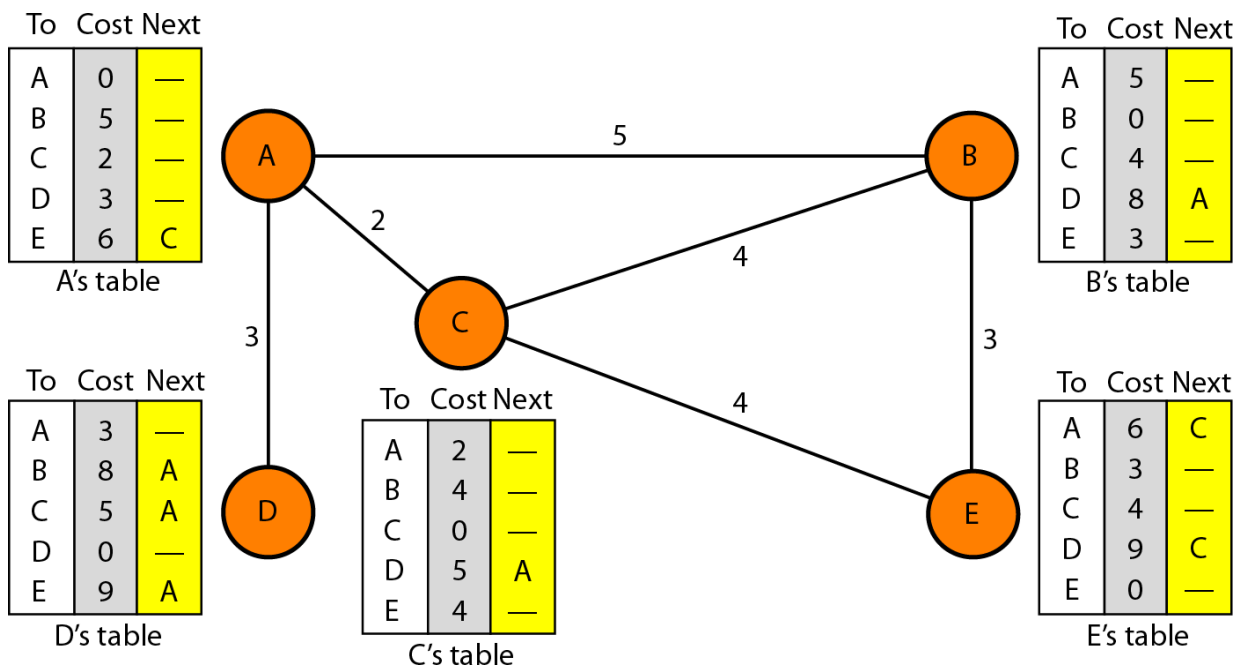 To Cost Next
A 0 —
B 5 —
C 2 —
D 3 —
E 6 C
A's table
To Cost Next
A 5 —
B 0 —
C 4 —
D 8 A
E 3 —
B's table
A
5
B
2
4
C
3
3
4
D
E
To Cost Next
A 3 —
B 8 A
C 5 A
D 0 —
E 9 A
D's table
To Cost Next
A 2 —
B 4 —
C 0 —
D 5 A
E 4 —
C's table
To Cost Next
A 6 C
B 3 —
C 4 —
D 9 C
E 0 —
E's table